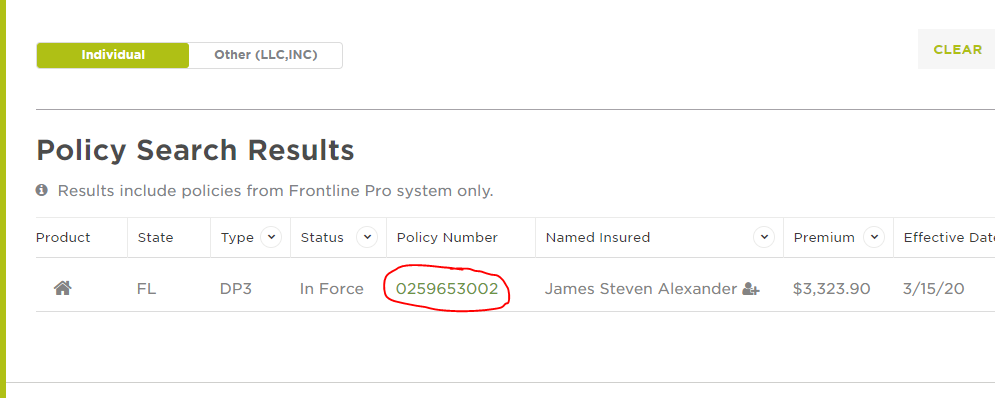 Individual Other (LLC,INC) CLEAR
Policy Search Results
Results include policies from Frontline Pro system only.
Product State Type Status Policy Number Named Insured Premium Effective Date
FL DP3 In Force 0259653002 James Steven Alexander $3,323.90 3/15/20